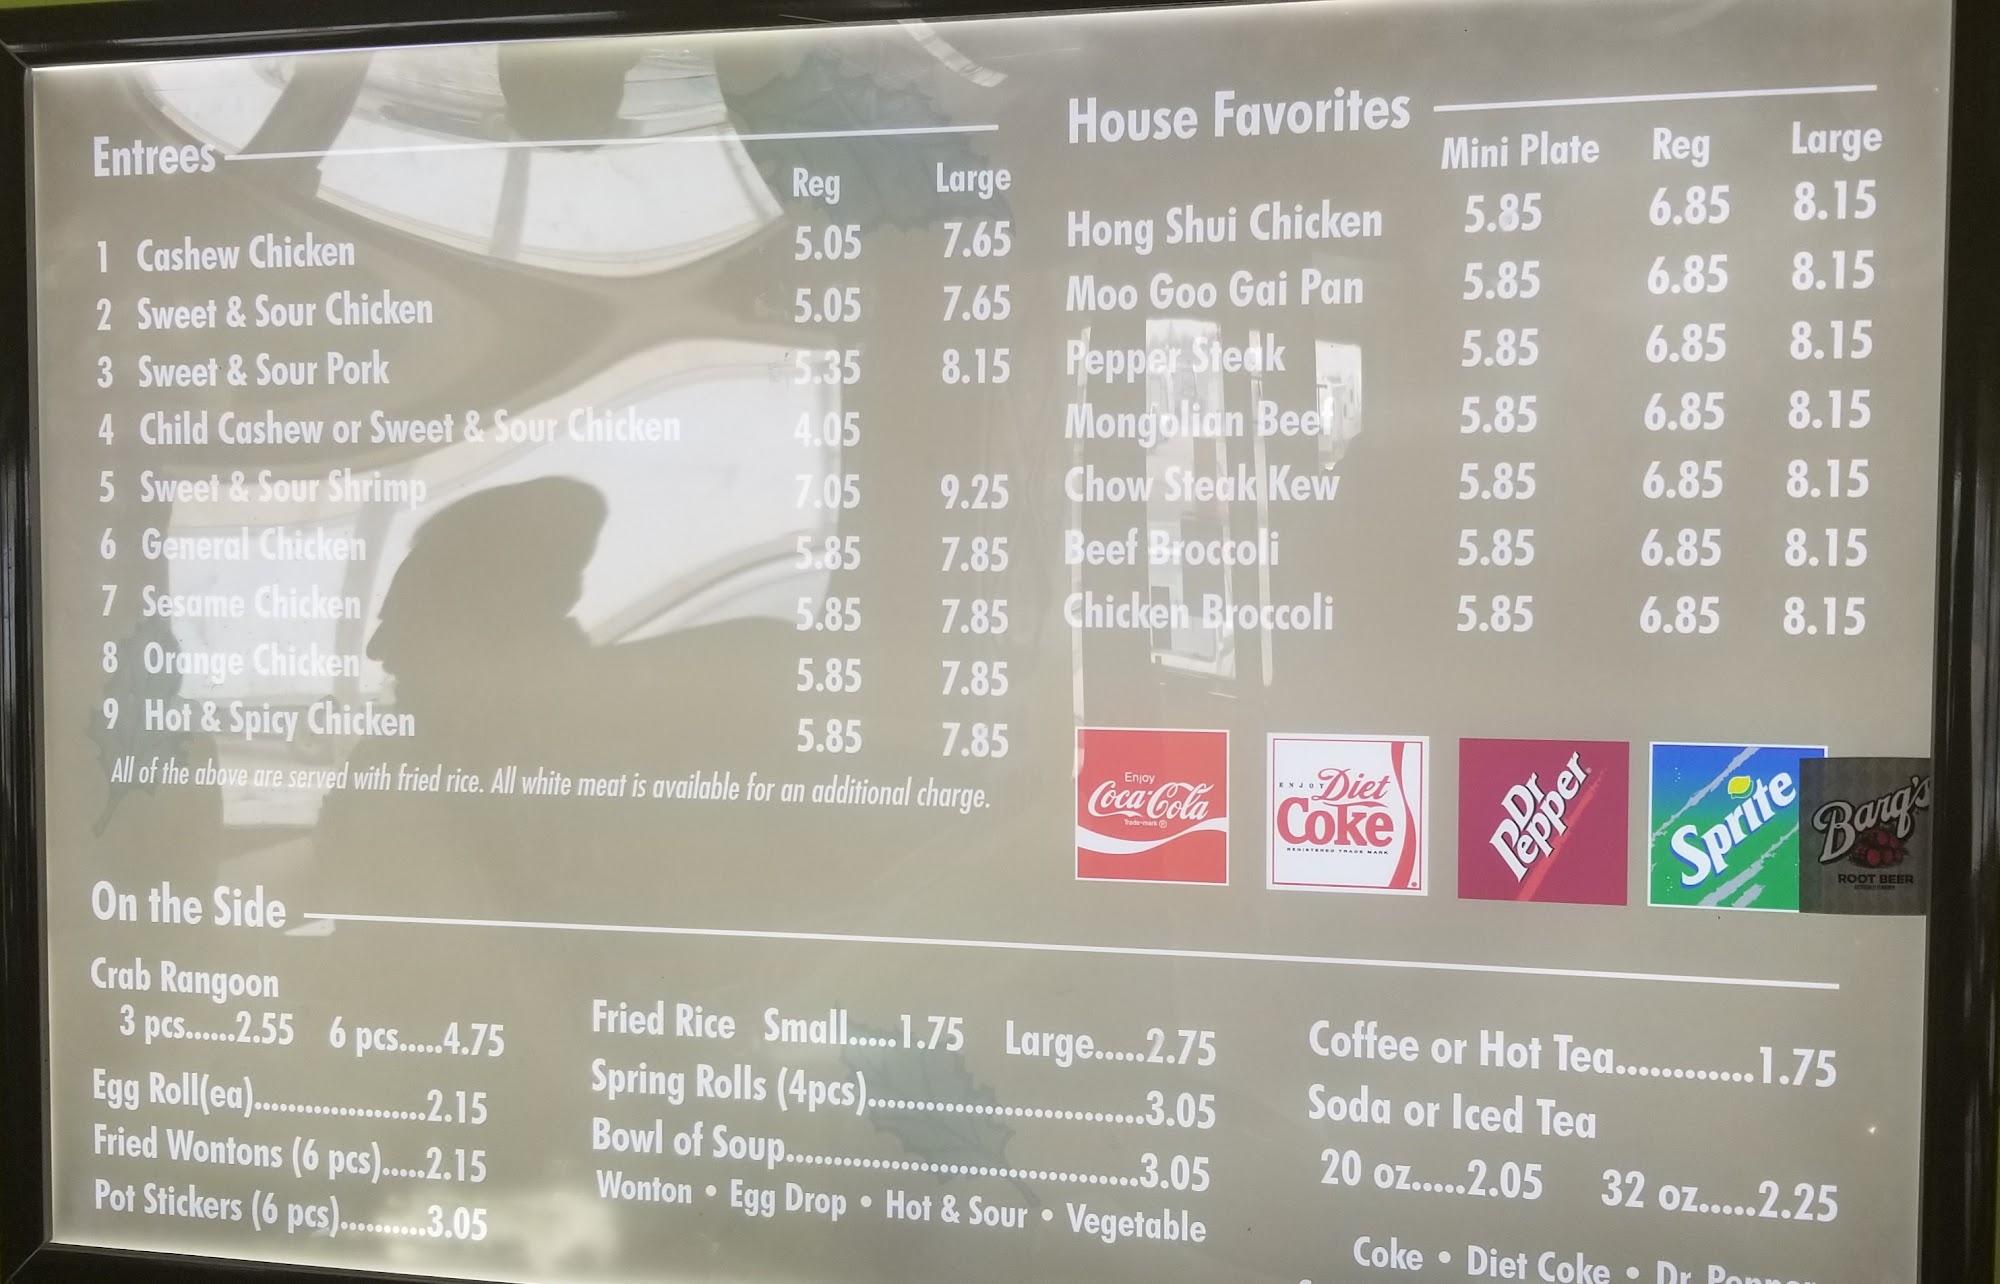 Entrees
Reg Large
1 Cashew Chicken 5.05 7.65
2 Sweet & Sour Chicken 5.05 7.65
3 Sweet & Sour Pork 5.35 8.15
4 Child Cashew or Sweet & Sour Chicken 4.05
5 Sweet & Sour Shrimp 7.05 9.25
6 General Chicken 5.85 7.85
7 Sesame Chicken 5.85 7.85
8 Orange Chicken 5.85 7.85
9 Hot & Spicy Chicken 5.85 7.85
All of the above are served with fried rice. All white meat is available for an additional charge.
House Favorites
Mini Plate Reg Large
Hong Shui Chicken 5.85 6.85 8.15
Moo Goo Gai Pan 5.85 6.85 8.15
Pepper Steak 5.85 6.85 8.15
Mongolian Beef 5.85 6.85 8.15
Chow Steak Kew 5.85 6.85 8.15
Beef Broccoli 5.85 6.85 8.15
Chicken Broccoli 5.85 6.85 8.15
Enjoy
Coca-Cola
Trade-mark ®
ENJOY Diet
Coke
REGISTERED TRADE MARK
Dr
Pepper
Sprite
Barq's
ROOT BEER
On the Side
Crab Rangoon
3 pcs......2.55 6 pcs.....4.75
Egg Roll(ea)......................2.15
Fried Wontons (6 pcs).....2.15
Pot Stickers (6 pcs)..........3.05
Fried Rice Small.....1.75 Large.....2.75
Spring Rolls (4pcs)..............................3.05
Bowl of Soup......................................3.05
Wonton • Egg Drop • Hot & Sour • Vegetable
Coffee or Hot Tea.............1.75
Soda or Iced Tea
20 oz.....2.05 32 oz.....2.25
Coke • Diet Coke • Dr. Pepper